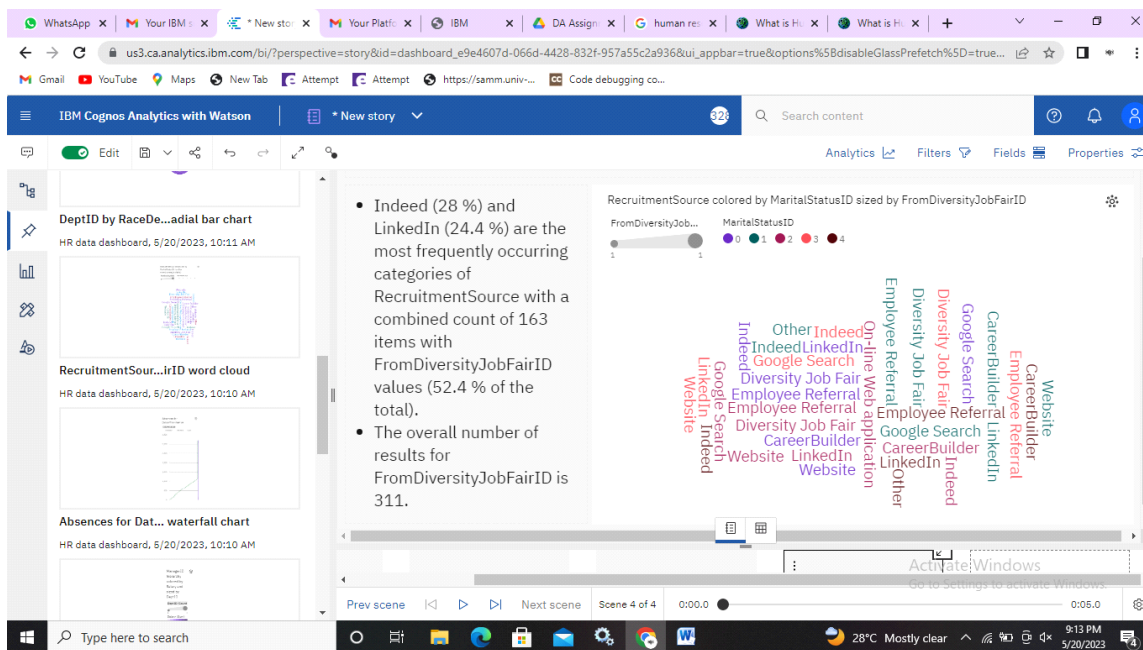 WhatsApp
Your IBM s
* New stor
Your Platfo
IBM
DA Assign
human res
What is Hu
What is Hu
us3.ca.analytics.ibm.com/bi/?perspective=story&id=dashboard_e9e4607d-066d-4428-832f-957a55c2a936&ui_appbar=true&options%5BdisableGlassPrefetch%5D=true...
Gmail
YouTube
Maps
New Tab
Attempt
Attempt
https://samm.univ-...
CC Code debugging co...
IBM Cognos Analytics with Watson
* New story
328
Search content
Edit
Analytics
Filters
Fields
Properties
DeptID by RaceDe...adial bar chart
HR data dashboard, 5/20/2023, 10:11 AM
RecruitmentSour...irID word cloud
HR data dashboard, 5/20/2023, 10:10 AM
Absences for Dat... waterfall chart
HR data dashboard, 5/20/2023, 10:10 AM
• Indeed (28 %) and
LinkedIn (24.4 %) are the
most frequently occurring
categories of
RecruitmentSource with a
combined count of 163
items with
FromDiversityJobFairID
values (52.4 % of the
total).
• The overall number of
results for
FromDiversityJobFairID is
311.
RecruitmentSource colored by MaritalStatusID sized by FromDiversityJobFairID
FromDiversityJob...
1
1
MaritalStatusID
0 1 2 3 4
Website
LinkedIn
Indeed
Google Search
Indeed
Other
Indeed
Indeed
LinkedIn
Google Search
Diversity Job Fair
Employee Referral
Employee Referral
Diversity Job Fair
CareerBuilder
Website
LinkedIn
Website
On-line Web application
Employee Referral
Diversity Job Fair
Diversity Job Fair
Google Search
CareerBuilder
Employee Referral
CareerBuilder
Website
Employee Referral
Google Search
CareerBuilder
LinkedIn
Other
Indeed
LinkedIn
Activate Windows
Go to Settings to activate Windows.
Prev scene
Next scene
Scene 4 of 4
0:00.0
0:05.0
Type here to search
28°C Mostly clear
9:13 PM
5/20/2023
4